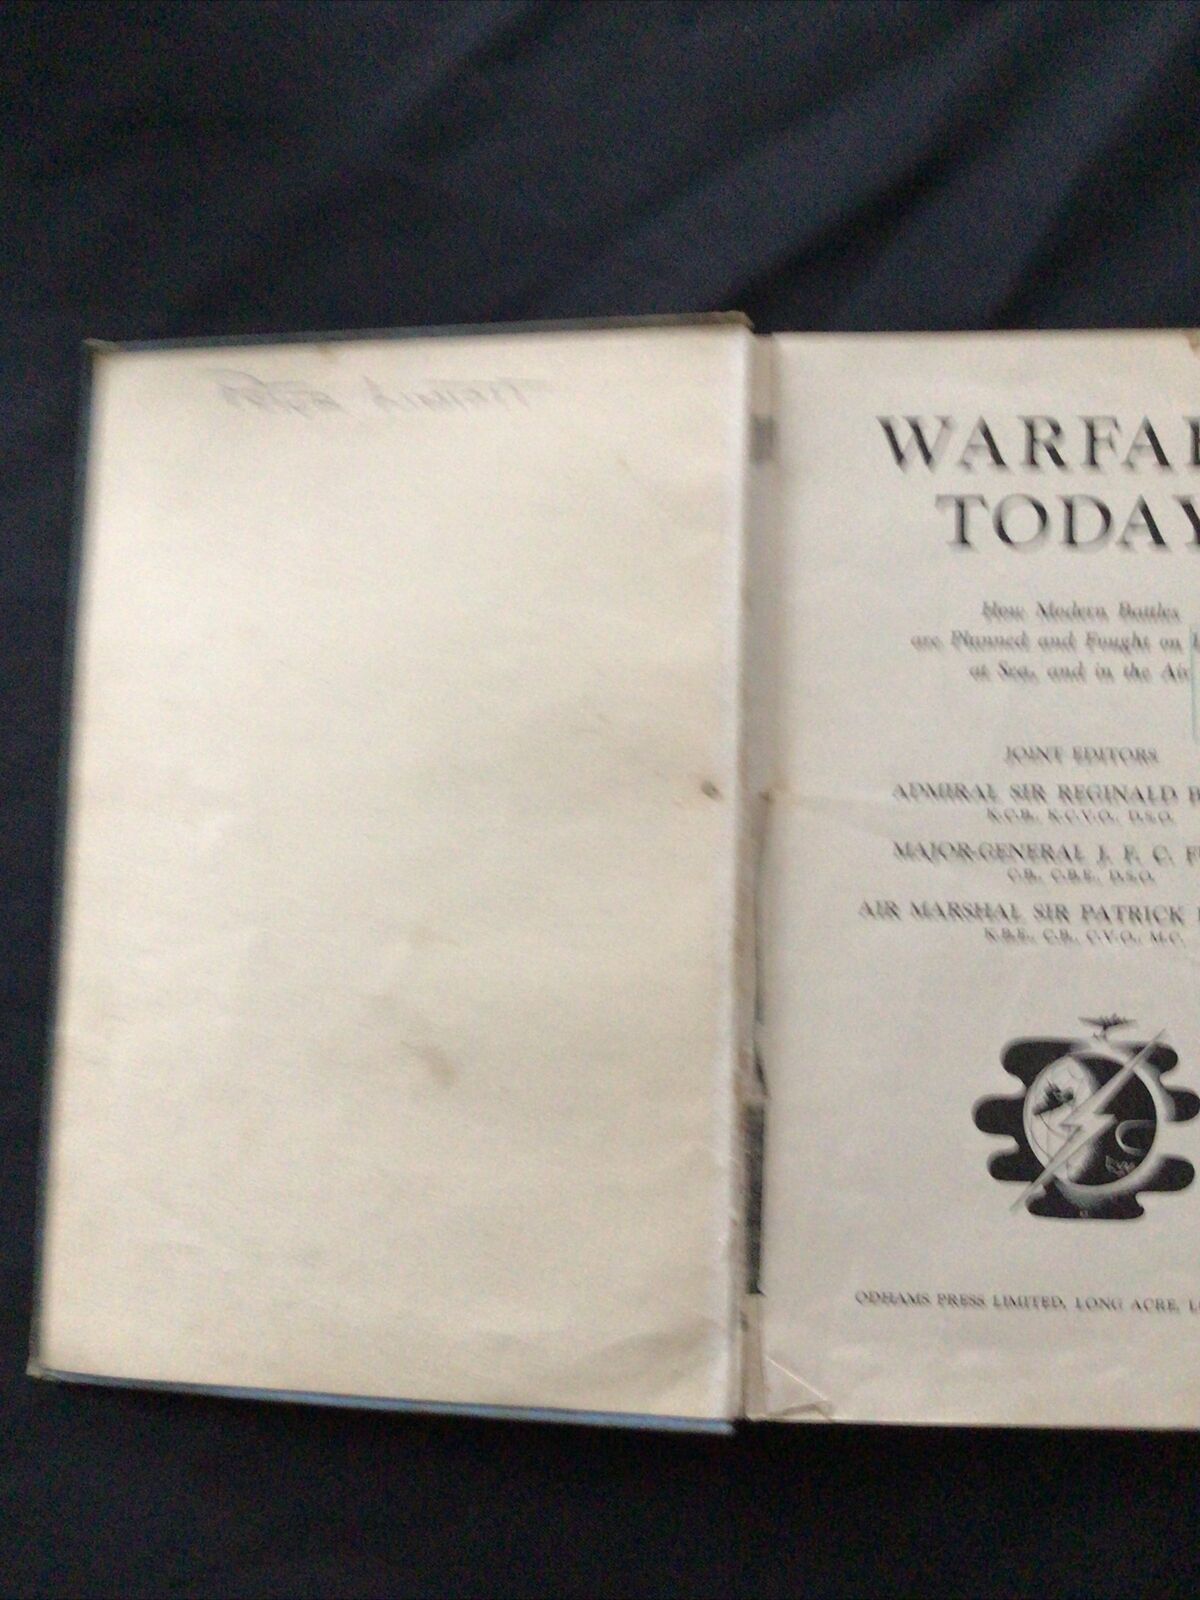 WARFA
TODAY
How Modern Battles
are Planned and Fought on
at Sea, and in the Air
JOINT EDITORS
ADMIRAL SIR REGINALD
K.C.B., K.C.V.O., D.S.O.
MAJOR-GENERAL J. F. C. F
C.B., C.B.E., D.S.O.
AIR MARSHAL SIR PATRICK
K.B.E., C.B., C.V.O., M.C.
ODHAMS PRESS LIMITED, LONG ACRE, L